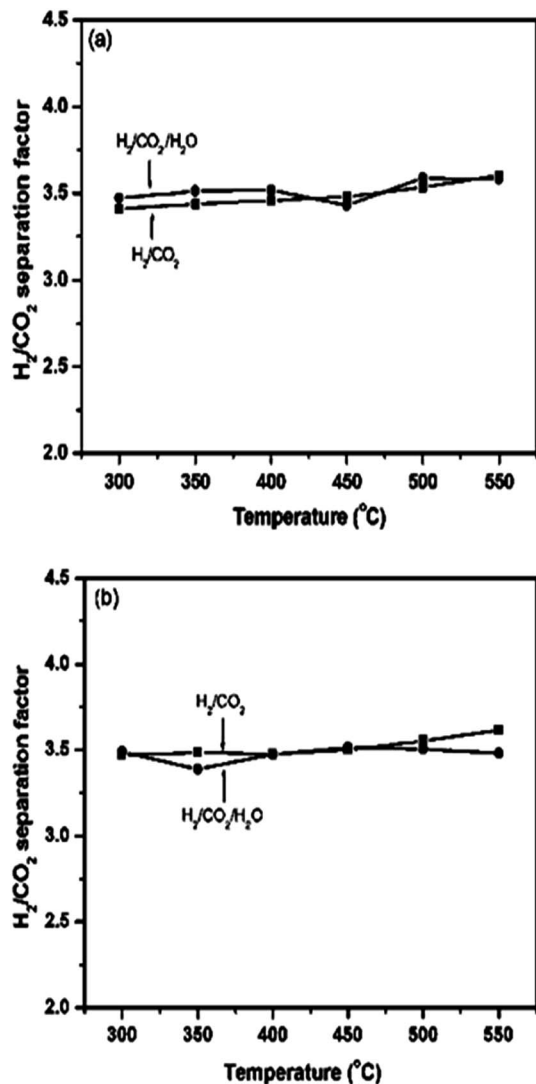 (a)
4.5
4.0
3.5
3.0
2.5
2.0
H₂/CO₂ separation factor
H₂/CO₂/H₂O
H₂/CO₂
300 350 400 450 500 550
Temperature (°C)
(b)
4.5
4.0
3.5
3.0
2.5
2.0
H₂/CO₂ separation factor
H₂/CO₂
H₂/CO₂/H₂O
300 350 400 450 500 550
Temperature (°C)